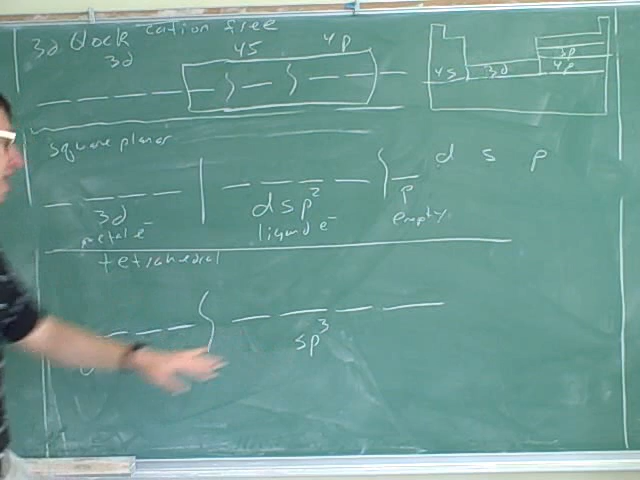 3d block cation free
3d 4S 4p
4S 3d 5p
4p
square planar
d s p
3d dsp² p
metal e⁻ ligand e⁻ empty
tetrahedral
sp³